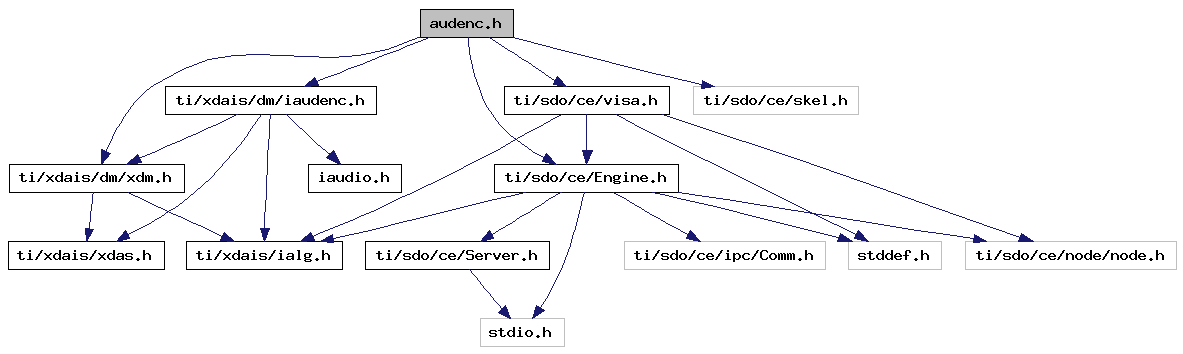 audenc.h
ti/xdais/dm/iaudenc.h
ti/sdo/ce/visa.h
ti/sdo/ce/skel.h
ti/xdais/dm/xdm.h
iaudio.h
ti/sdo/ce/Engine.h
ti/xdais/xdas.h
ti/xdais/ialg.h
ti/sdo/ce/Server.h
ti/sdo/ce/ipc/Comm.h
stddef.h
ti/sdo/ce/node/node.h
stdio.h